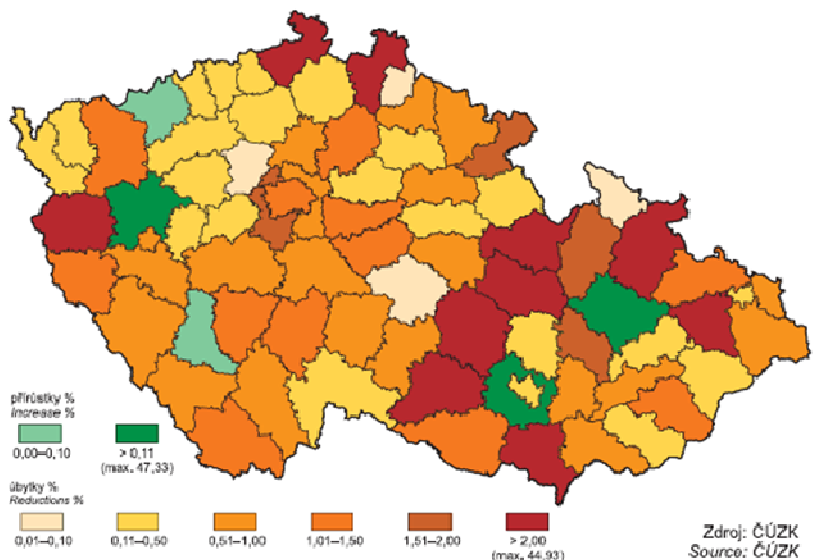 přírůstky %
Increase %
0,00–0,10
> 0,11
(max. 47,33)
úbytky %
Reductions %
0,01–0,10
0,11–0,50
0,51–1,00
1,01–1,50
1,51–2,00
> 2,00
(max. 44,93)
Zdroj: ČÚZK
Source: ČÚZK